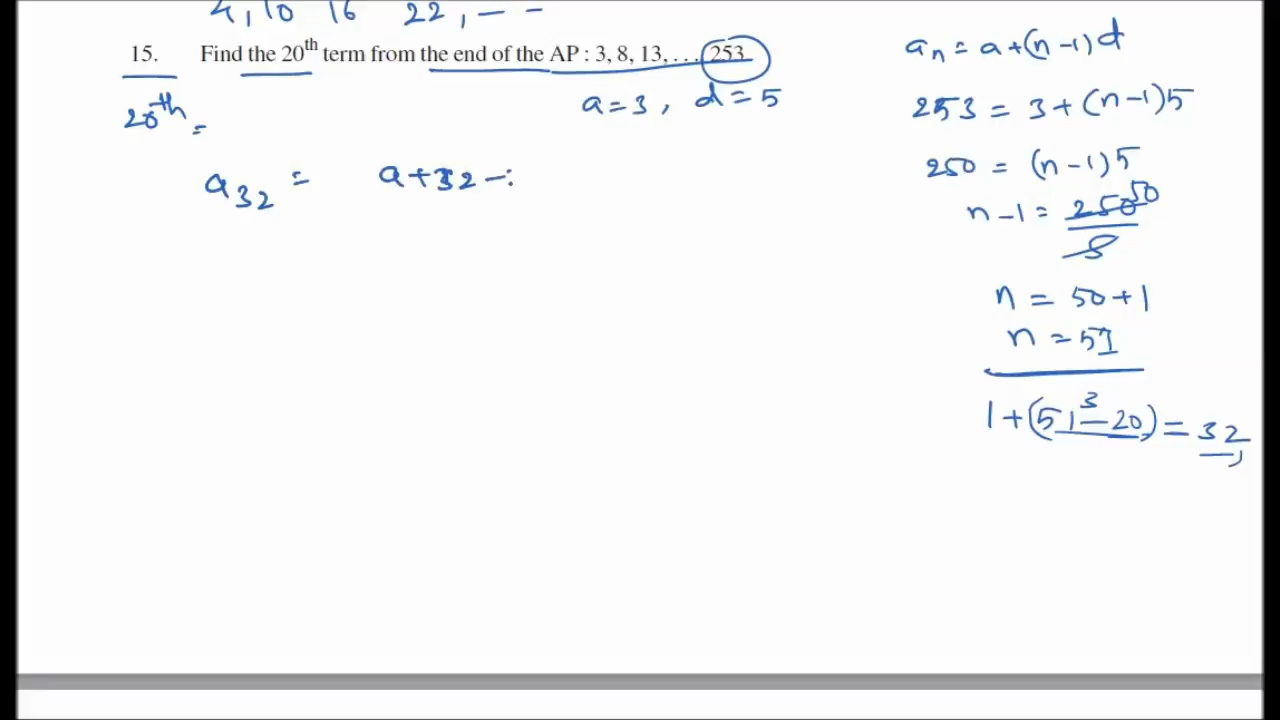 4, 10 16 22, - -
15. Find the 20th term from the end of the AP : 3, 8, 13, . . . 253
a = 3, d = 5
20th =
a32 = a + 32 -
an = a + (n-1) d
253 = 3 + (n-1) 5
250 = (n-1) 5
n-1 = 250 50
5
n = 50 + 1
n = 51
1 + (51 - 20) = 32,